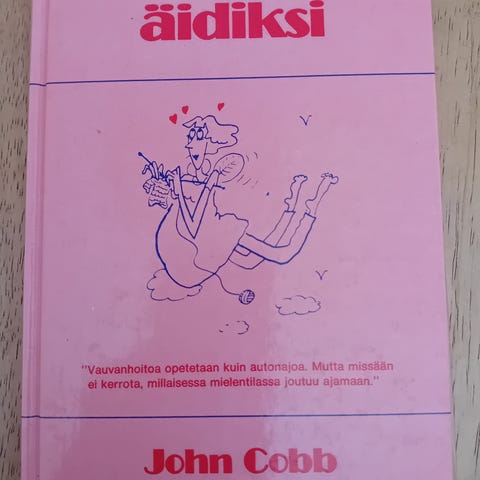 äidiksi
"Vauvanhoitoa opetetaan kuin autonajoa. Mutta missään
ei kerrota, millaisessa mielentilassa joutuu ajamaan."
John Cobb